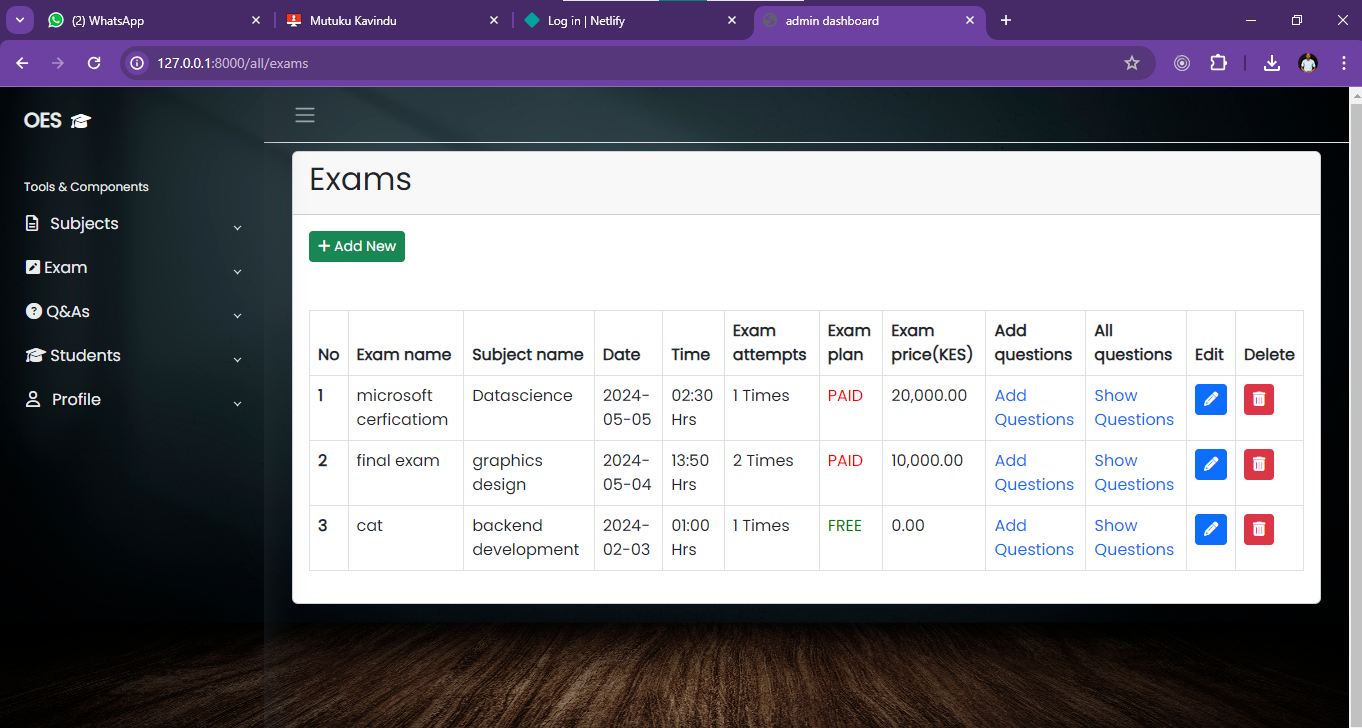 (2) WhatsApp
Mutuku Kavindu
Log in | Netlify
admin dashboard
127.0.0.1:8000/all/exams
OES
Tools & Components
Subjects
Exam
Q&As
Students
Profile
Exams
+ Add New
No Exam name Subject name Date Time Exam attempts Exam plan Exam price(KES) Add questions All questions Edit Delete
1 microsoft cerficatiom Datascience 2024-05-05 02:30 Hrs 1 Times PAID 20,000.00 Add Questions Show Questions
2 final exam graphics design 2024-05-04 13:50 Hrs 2 Times PAID 10,000.00 Add Questions Show Questions
3 cat backend development 2024-02-03 01:00 Hrs 1 Times FREE 0.00 Add Questions Show Questions